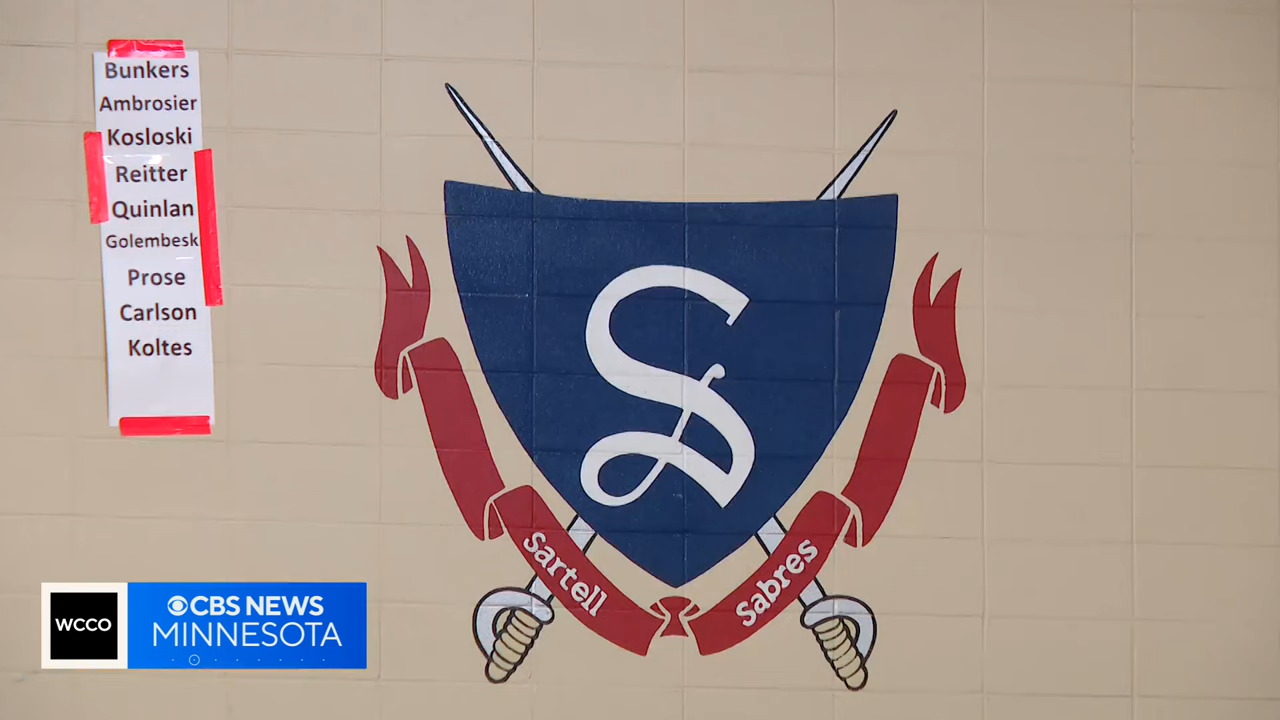 Bunkers
Ambrosier
Kosloski
Reitter
Quinlan
Golembesk
Prose
Carlson
Koltes
S
Sartell
Sabres
WCCO
CBS NEWS
MINNESOTA